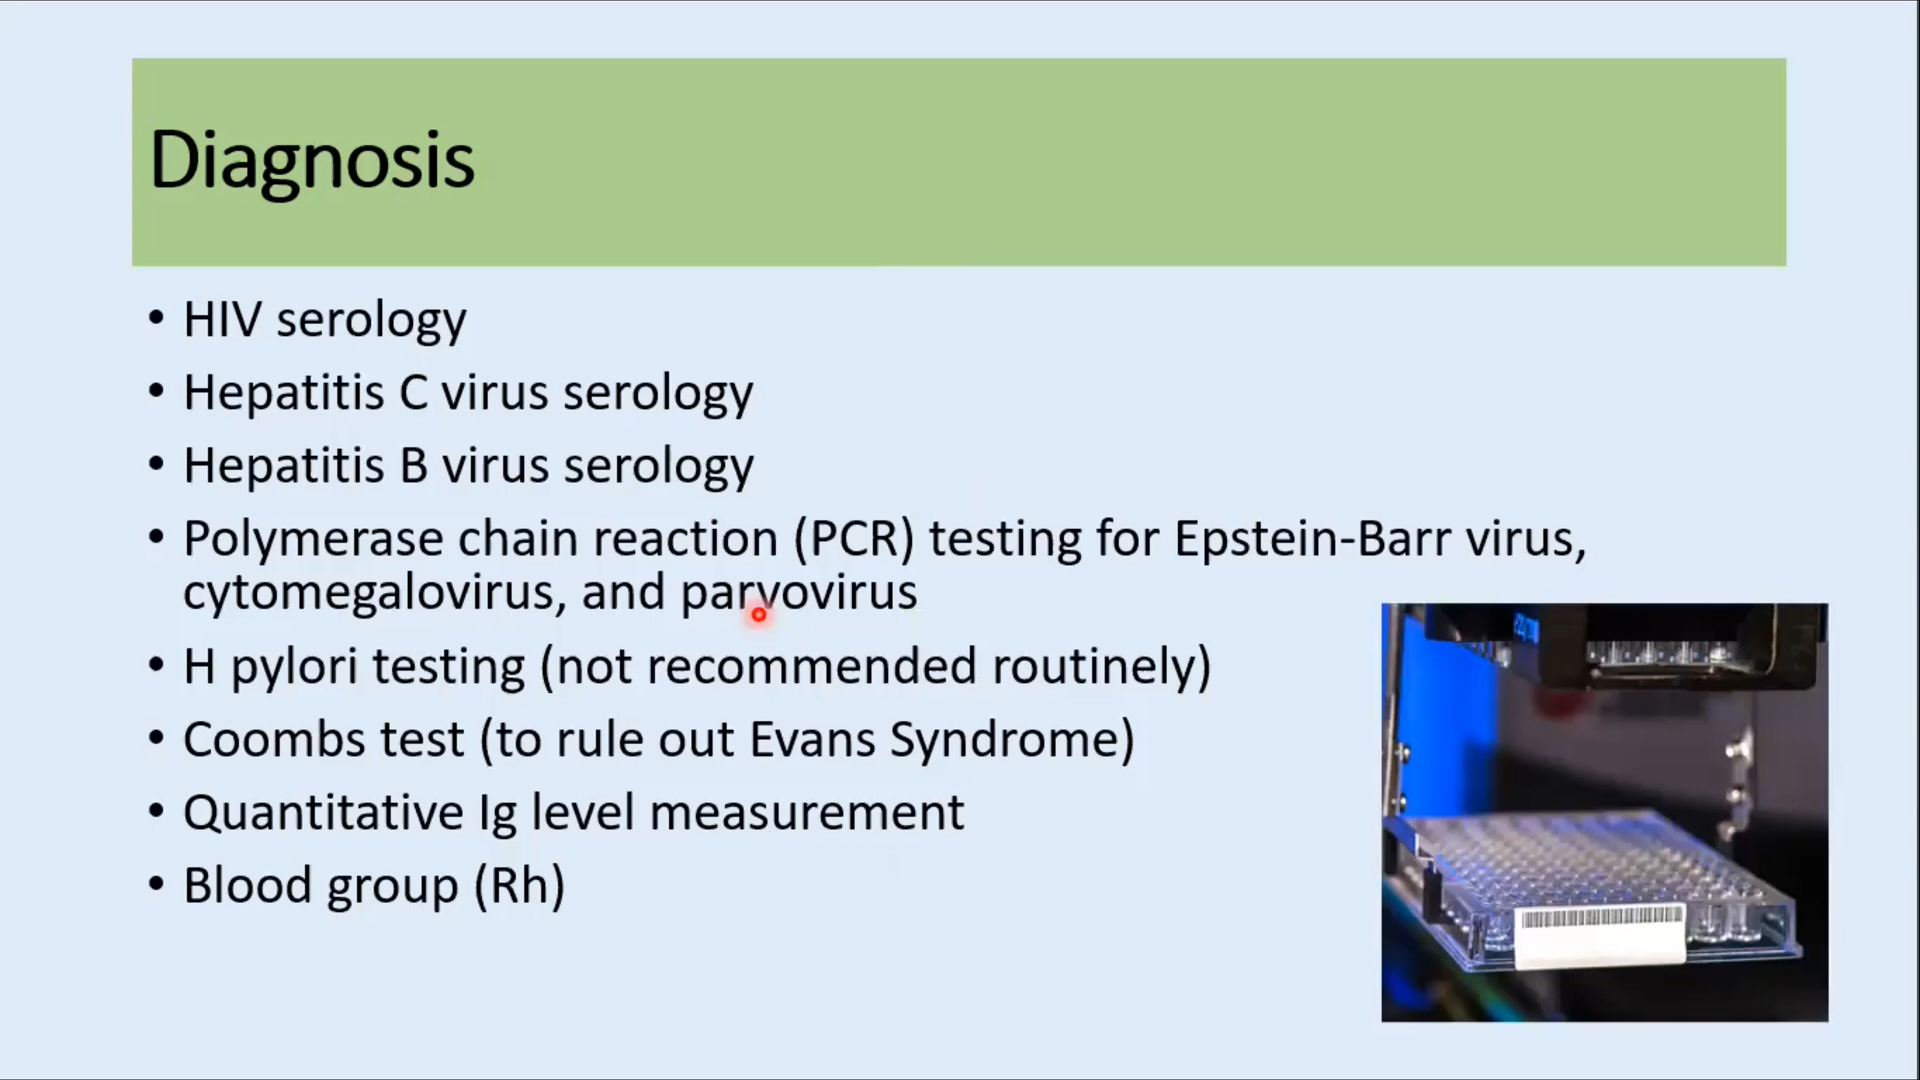 Diagnosis
• HIV serology
• Hepatitis C virus serology
• Hepatitis B virus serology
• Polymerase chain reaction (PCR) testing for Epstein-Barr virus,
cytomegalovirus, and parvovirus
• H pylori testing (not recommended routinely)
• Coombs test (to rule out Evans Syndrome)
• Quantitative Ig level measurement
• Blood group (Rh)